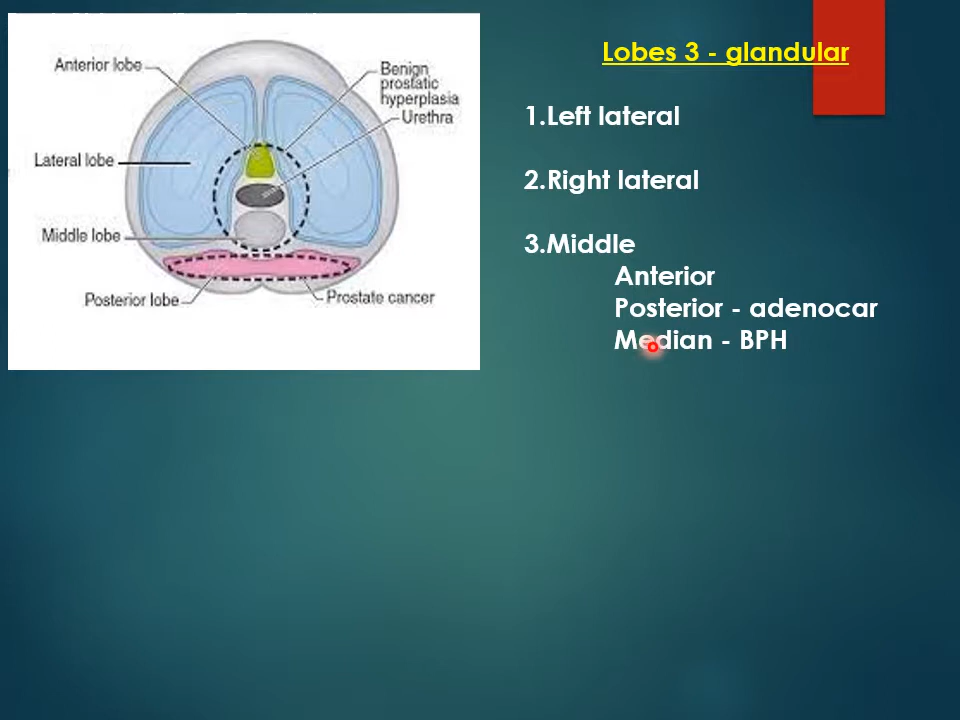 Anterior lobe
Benign
prostatic
hyperplasia
Urethra
Lateral lobe
Middle lobe
Posterior lobe
Prostate cancer
Lobes 3 - glandular
1.Left lateral
2.Right lateral
3.Middle
Anterior
Posterior - adenocar
Median - BPH